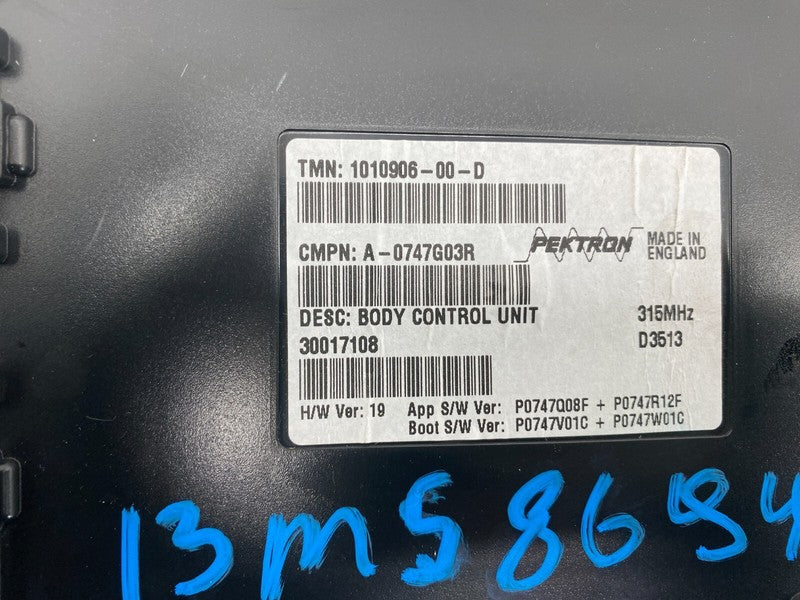 TMN: 1010906-00-D
CMPN: A-0747G03R
PEKTRON
MADE IN
ENGLAND
DESC: BODY CONTROL UNIT 315MHz
30017108 D3513
H/W Ver: 19 App S/W Ver: P0747Q08F + P0747R12F
Boot S/W Ver: P0747V01C + P0747W01C
13MS8694